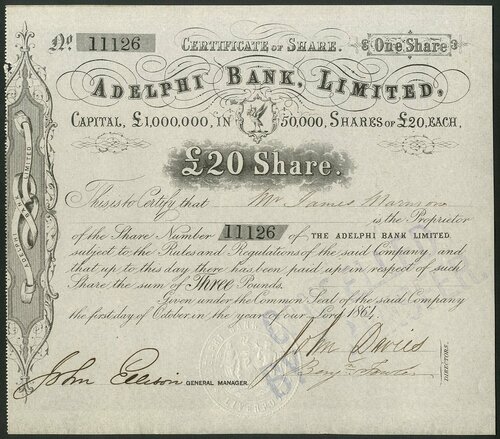 No. 11126 CERTIFICATE OF SHARE. One Share
ADELPHI BANK, LIMITED,
CAPITAL, £1,000,000, IN 50,000, SHARES OF £20, EACH.
£20 Share.
This is to Certify that Mr. James
is the Proprietor
of the Share Number 11126 of THE ADELPHI BANK LIMITED.
subject to the Rules and Regulations of the said Company, and
that up to this day there has been paid up in respect of such
Share the sum of Three Pounds.
Given under the Common Seal of the said Company
the first day of October in the year of our Lord 1861.
John Davies
John Ellison GENERAL MANAGER.
DIRECTORS.
ADELPHI BANK LIMITED